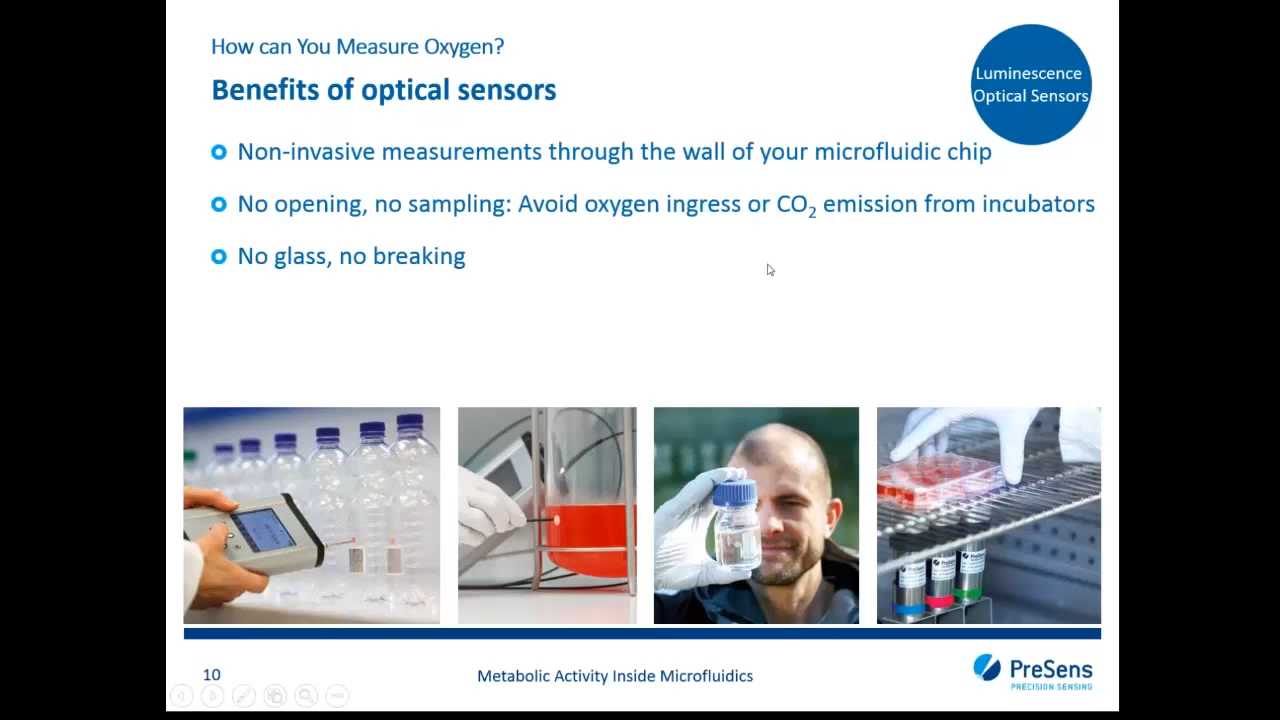 How can You Measure Oxygen?
Benefits of optical sensors
Luminescence
Optical Sensors
Non-invasive measurements through the wall of your microfluidic chip
No opening, no sampling: Avoid oxygen ingress or CO₂ emission from incubators
No glass, no breaking
PreSens
10
Metabolic Activity Inside Microfluidics
PreSens
PRECISION SENSING